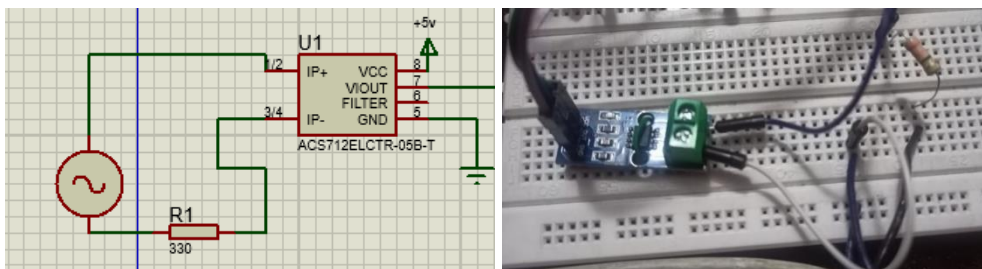 +5v
U1
1/2 IP+ VCC 8
VIOUT 7
FILTER 6
3/4 IP- GND 5
ACS712ELCTR-05B-T
R1
330